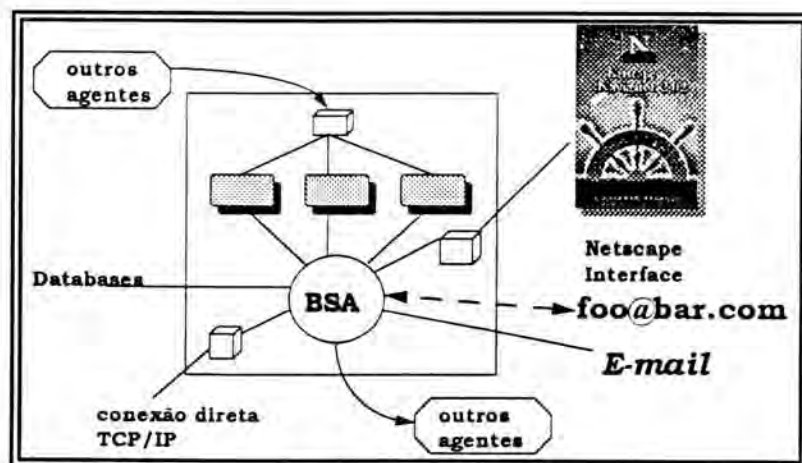 outros
agentes
N
Databases
BSA
Netscape
Interface
foo@bar.com
E-mail
conexão direta
TCP/IP
outros
agentes